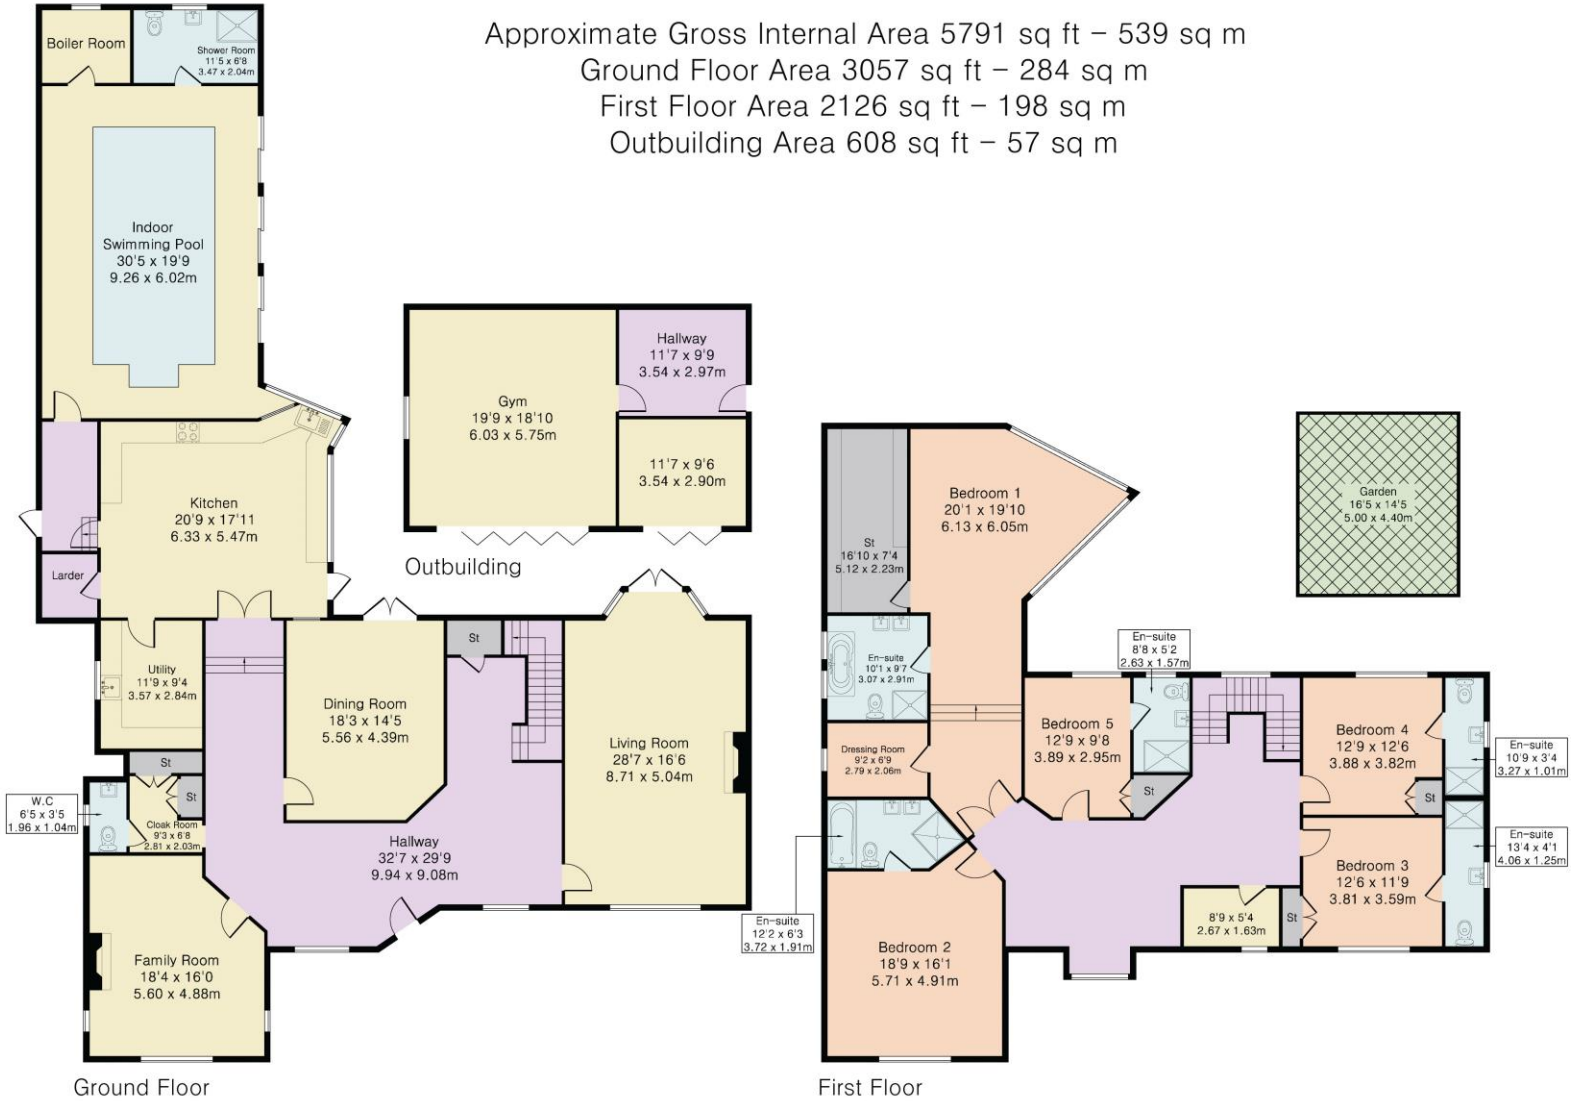 Approximate Gross Internal Area 5791 sq ft – 539 sq m
Ground Floor Area 3057 sq ft – 284 sq m
First Floor Area 2126 sq ft – 198 sq m
Outbuilding Area 608 sq ft – 57 sq m
Boiler Room
Shower Room
11'5 x 6'8
3.47 x 2.04m
Indoor
Swimming Pool
30'5 x 19'9
9.26 x 6.02m
Kitchen
20'9 x 17'11
6.33 x 5.47m
Larder
Utility
11'9 x 9'4
3.57 x 2.84m
Dining Room
18'3 x 14'5
5.56 x 4.39m
St
Living Room
28'7 x 16'6
8.71 x 5.04m
St
St
W.C
6'5 x 3'5
1.96 x 1.04m
Cloak Room
9'3 x 6'8
2.81 x 2.03m
Hallway
32'7 x 29'9
9.94 x 9.08m
Family Room
18'4 x 16'0
5.60 x 4.88m
Ground Floor
Gym
19'9 x 18'10
6.03 x 5.75m
Hallway
11'7 x 9'9
3.54 x 2.97m
11'7 x 9'6
3.54 x 2.90m
Outbuilding
Bedroom 1
20'1 x 19'10
6.13 x 6.05m
St
16'10 x 7'4
5.12 x 2.23m
En-suite
10'1 x 9'7
3.07 x 2.91m
Dressing Room
9'2 x 6'9
2.79 x 2.06m
En-suite
8'8 x 5'2
2.63 x 1.57m
Bedroom 5
12'9 x 9'8
3.89 x 2.95m
St
Bedroom 4
12'9 x 12'6
3.88 x 3.82m
St
En-suite
10'9 x 3'4
3.27 x 1.01m
En-suite
13'4 x 4'1
4.06 x 1.25m
Bedroom 3
12'6 x 11'9
3.81 x 3.59m
St
8'9 x 5'4
2.67 x 1.63m
En-suite
12'2 x 6'3
3.72 x 1.91m
Bedroom 2
18'9 x 16'1
5.71 x 4.91m
First Floor
Garden
16'5 x 14'5
5.00 x 4.40m